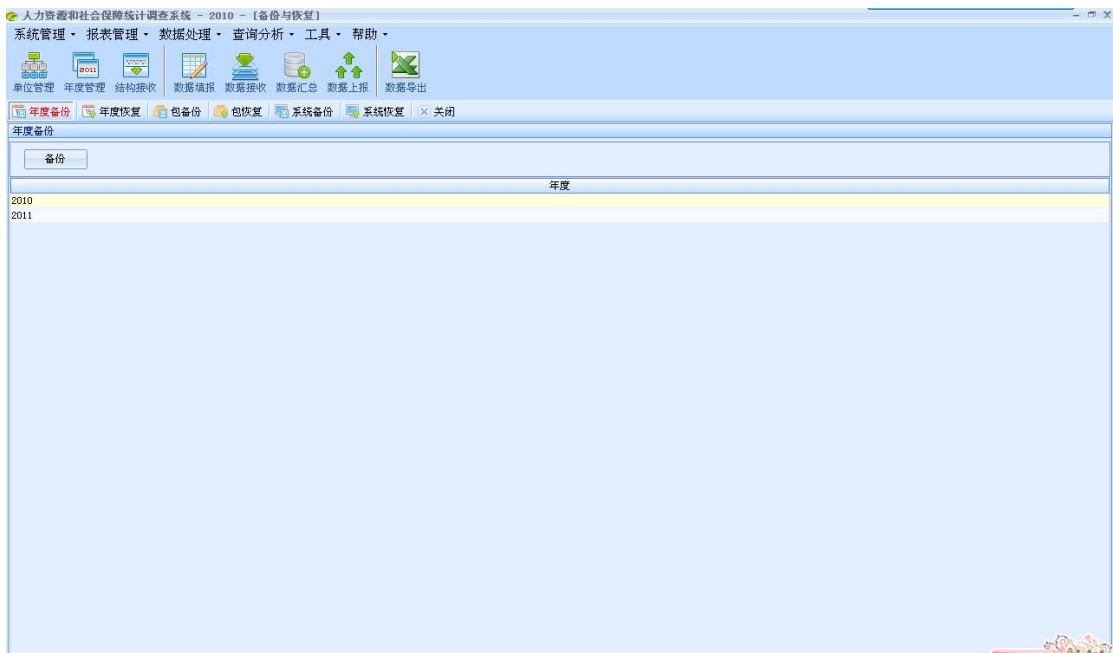 人力资源和社会保障统计调查系统 - 2010 - [备份与恢复]
系统管理 报表管理 数据处理 查询分析 工具 帮助
2011
单位管理 年度管理 结构接收 数据填报 数据接收 数据汇总 数据上报 数据导出
年度备份 年度恢复 包备份 包恢复 系统备份 系统恢复 关闭
年度备份
备份
年度
2010
2011